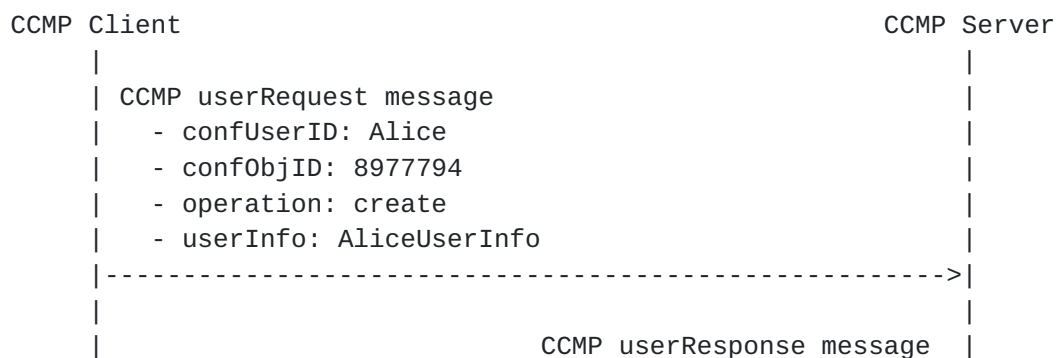 CCMP Client                                             CCMP Server
     |                                                       |
     | CCMP userRequest message                              |
     |   - confUserID: Alice                                 |
     |   - confObjID: 8977794                                |
     |   - operation: create                                 |
     |   - userInfo: AliceUserInfo                           |
     |------------------------------------------------------>|
     |                                                       |
     |                            CCMP userResponse message  |